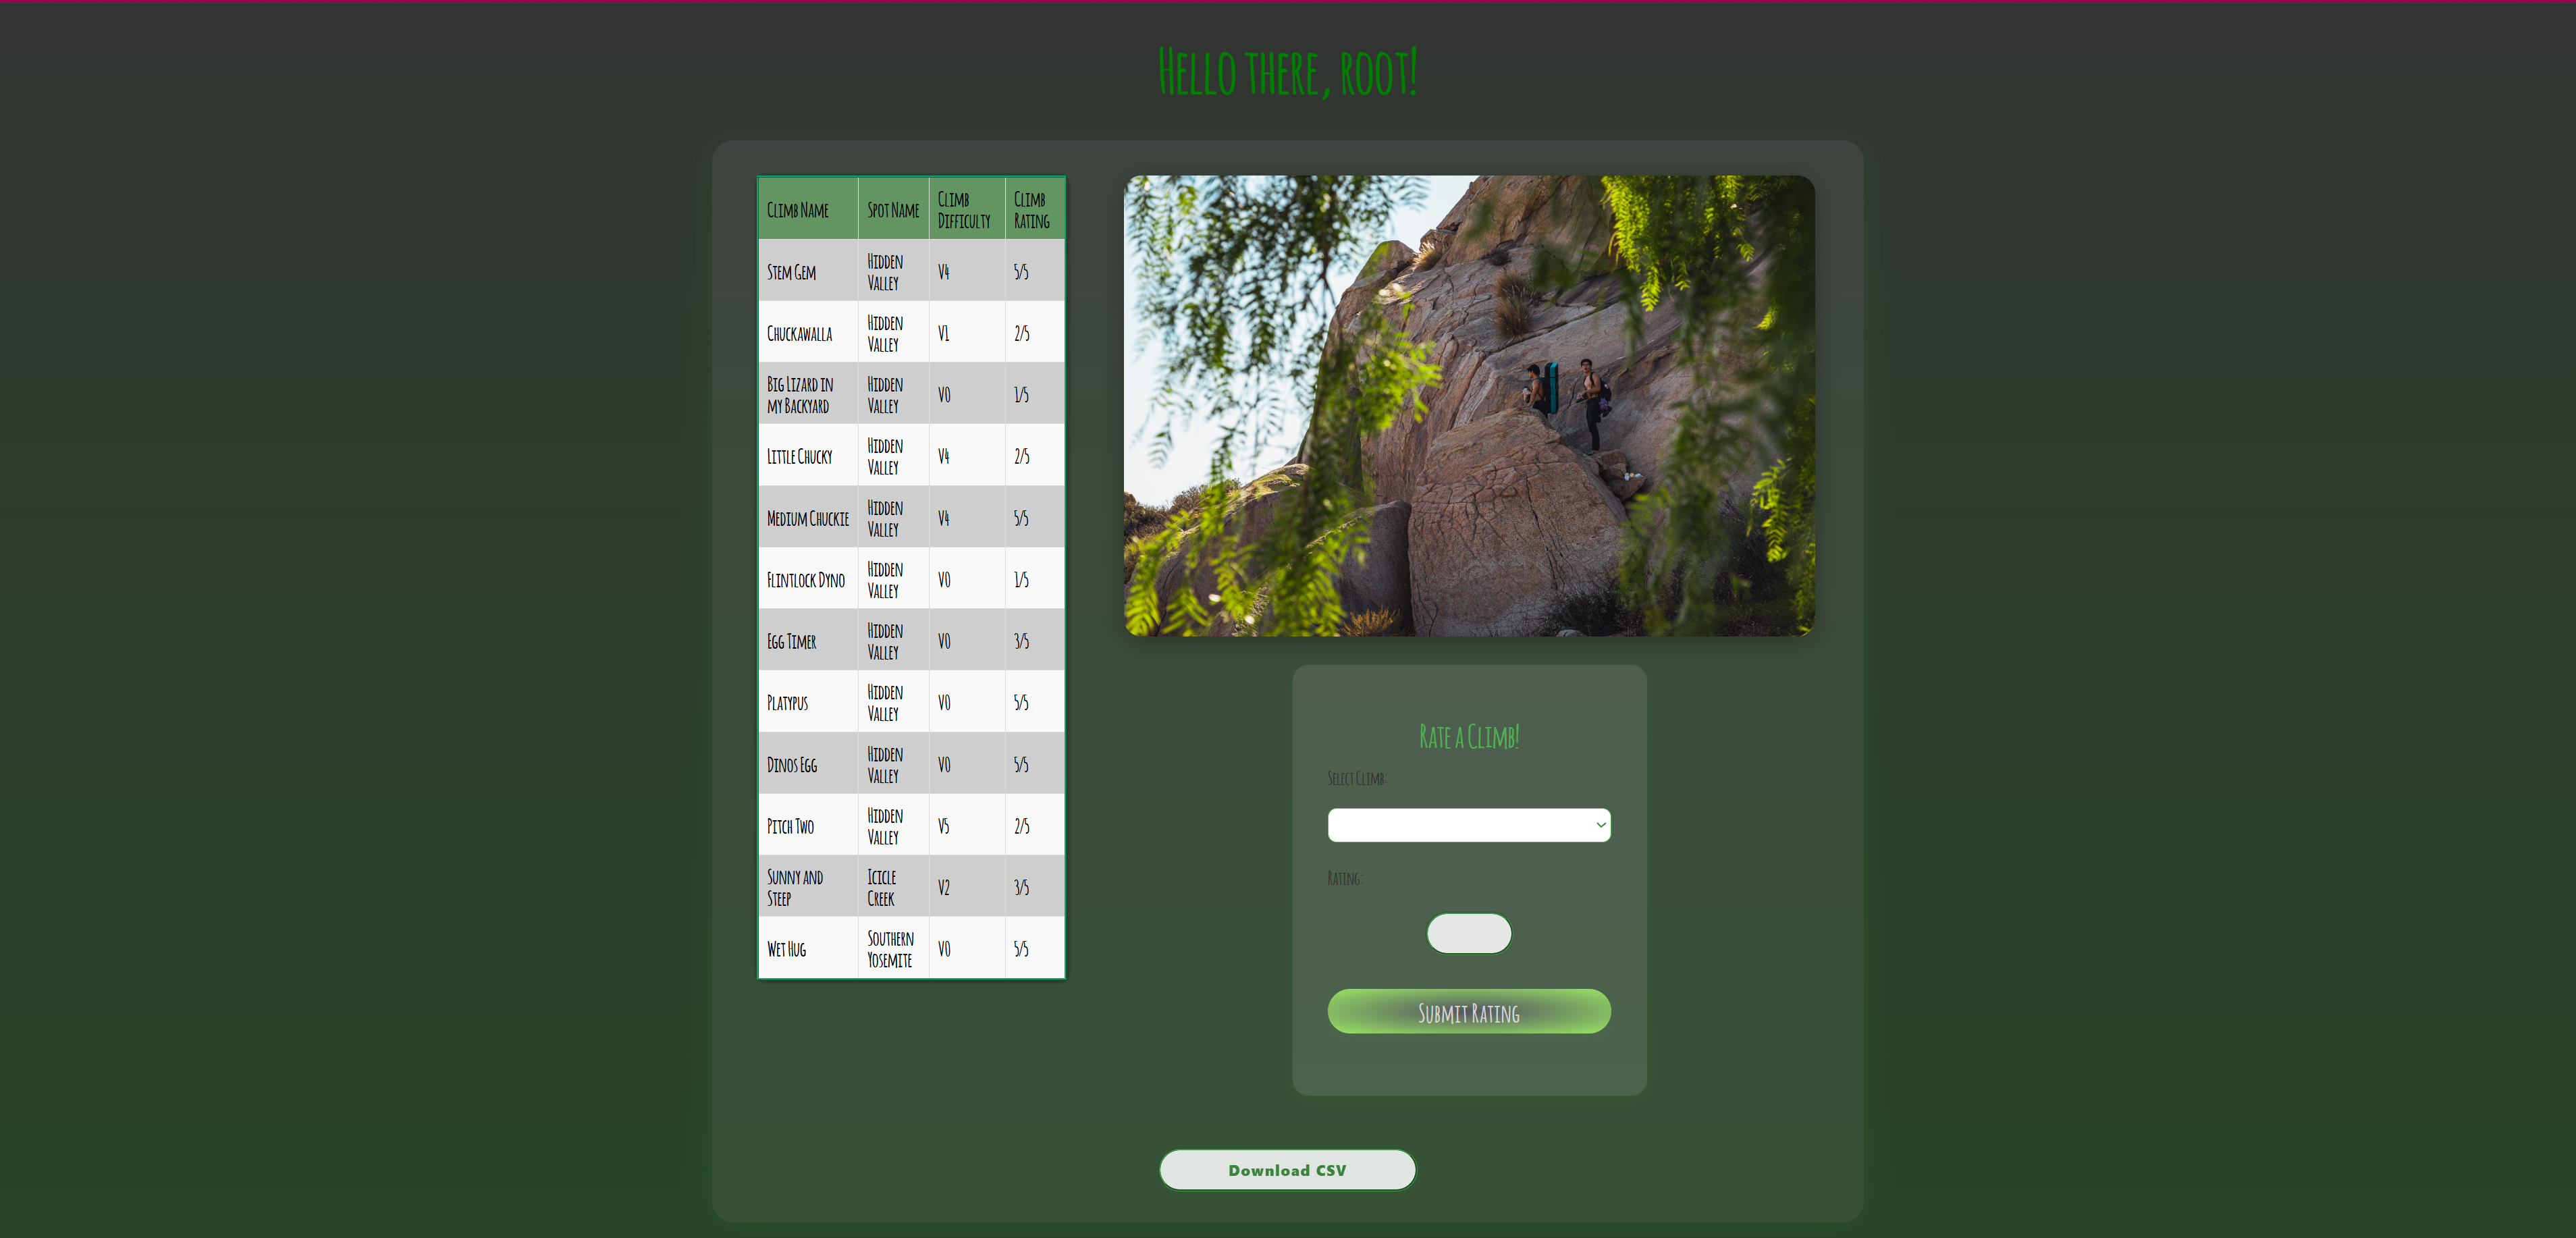 Hello there, root!
Climb Name Spot Name Climb Difficulty Climb Rating
Stem Gem Hidden Valley V4 5/5
Chuckawalla Hidden Valley V1 2/5
Big Lizard in my Backyard Hidden Valley V0 1/5
Little Chucky Hidden Valley V4 2/5
Medium Chuckie Hidden Valley V4 5/5
Flintlock Dyno Hidden Valley V0 1/5
Egg Timer Hidden Valley V0 3/5
Platypus Hidden Valley V0 5/5
Dinos Egg Hidden Valley V0 5/5
Pitch Two Hidden Valley V5 2/5
Sunny and Steep Icicle Creek V2 3/5
Wet Hug Southern Yosemite V0 5/5
Rate a Climb!
Select Climb:
Rating:
Submit Rating
Download CSV